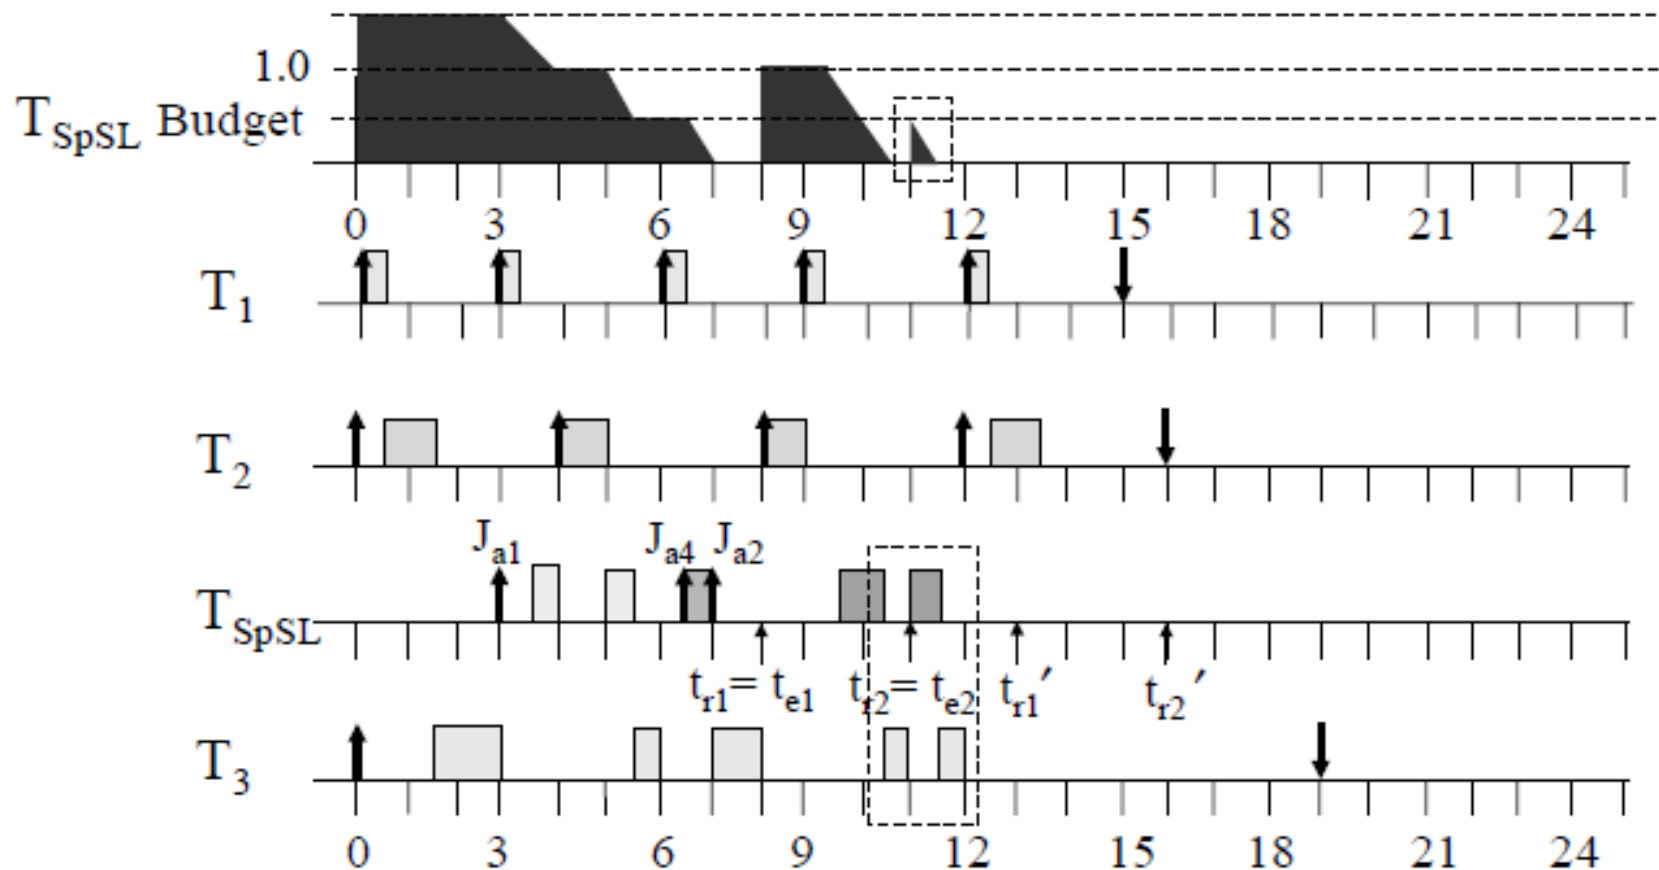 1.0
T_SpSL Budget
0 3 6 9 12 15 18 21 24
T_1
T_2
J_a1 J_a4 J_a2
T_SpSL
t_r1 = t_e1 t_r2 = t_e2 t_r1′ t_r2′
T_3
0 3 6 9 12 15 18 21 24